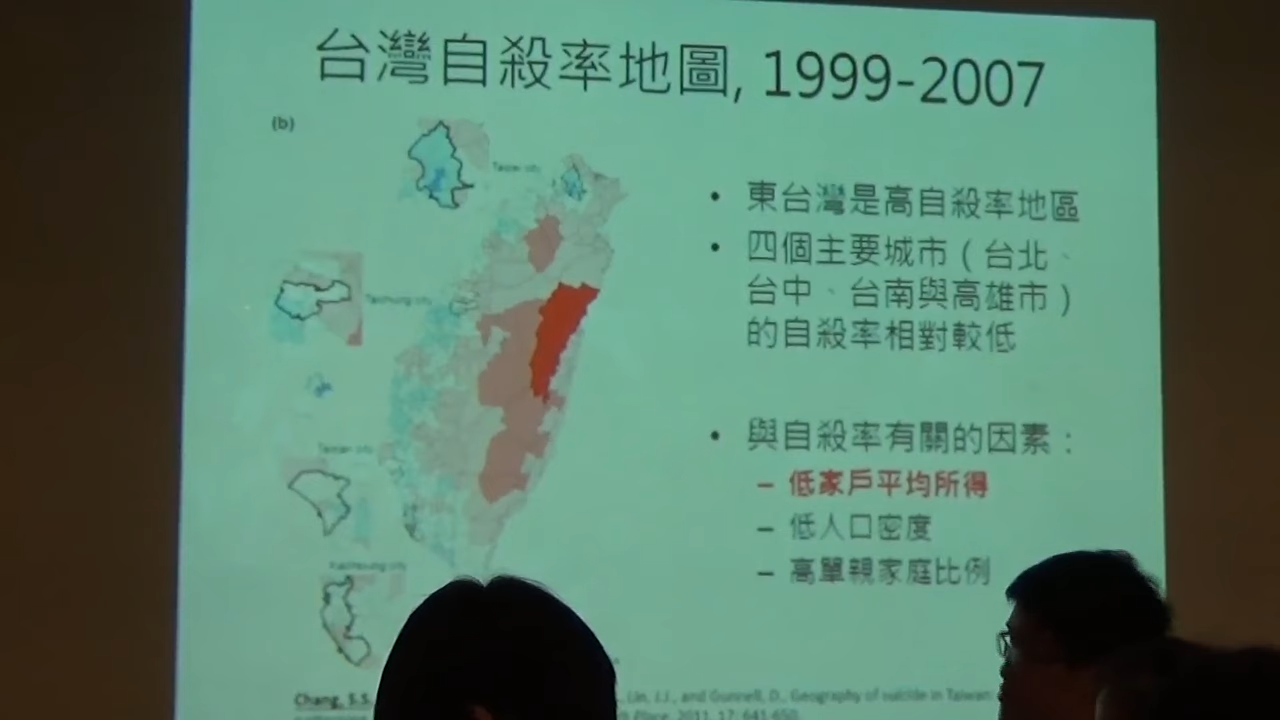 台灣自殺率地圖, 1999-2007
(b)
Taipei city
• 東台灣是高自殺率地區
• 四個主要城市（台北、
台中、台南與高雄市）
的自殺率相對較低
Taichung city
• 與自殺率有關的因素：
– 低家戶平均所得
– 低人口密度
– 高單親家庭比例
Tainan city
Kaohsiung city
Chang, S.S. Lin, J.J., and Gunnell, D. Geography of suicide in Taiwan
Place. 2011. 17: 641-650.